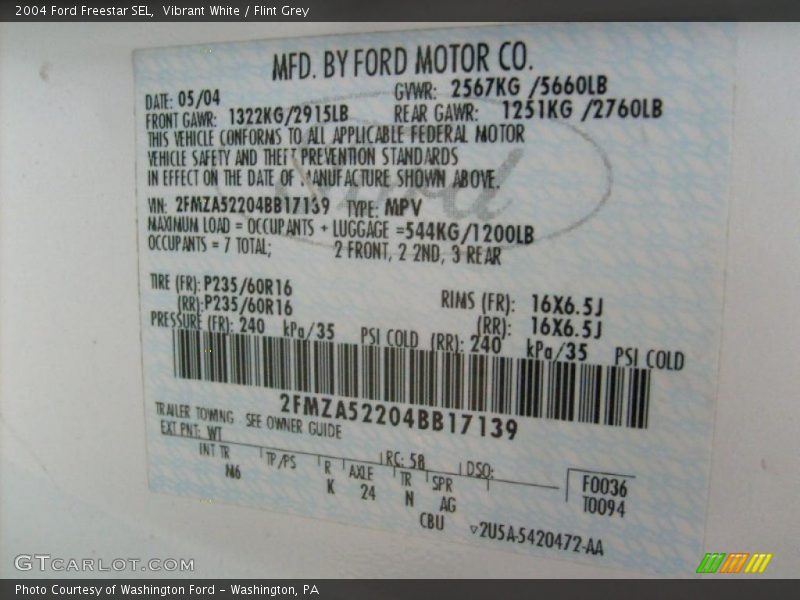 2004 Ford Freestar SEL,  Vibrant White / Flint Grey
MFD. BY FORD MOTOR CO.
DATE: 05/04 GVWR: 2567KG /5660LB
FRONT GAWR: 1322KG/2915LB REAR GAWR: 1251KG /2760LB
THIS VEHICLE CONFORMS TO ALL APPLICABLE FEDERAL MOTOR
VEHICLE SAFETY AND THEFT PREVENTION STANDARDS
IN EFFECT ON THE DATE OF MANUFACTURE SHOWN ABOVE.
VIN: 2FMZA52204BB17139 TYPE: MPV
MAXIMUM LOAD = OCCUPANTS + LUGGAGE =544KG/1200LB
OCCUPANTS = 7 TOTAL; 2 FRONT, 2 2ND, 3 REAR
TIRE (FR): P235/60R16 RIMS (FR): 16X6.5J
(RR): P235/60R16 (RR): 16X6.5J
PRESSURE (FR): 240 kPa/35 PSI COLD (RR): 240 kPa/35 PSI COLD
2FMZA52204BB17139
TRAILER TOWING SEE OWNER GUIDE
EXT PNT: WT RC: 58 DSO:
INT TR TP/PS R AXLE TR SPR F0036
M6 K 24 N AG T0094
CBU ▽2U5A-5420472-AA
Ford
GTCARLOT.COM
Photo Courtesy of Washington Ford - Washington, PA